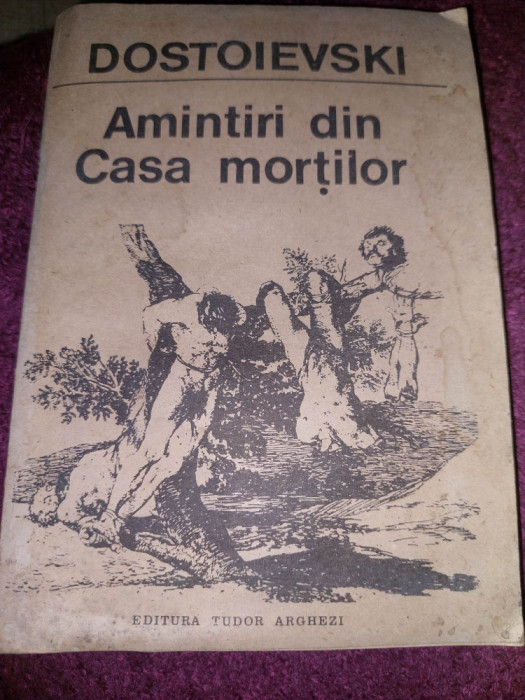 DOSTOIEVSKI
Amintiri din
Casa morților
EDITURA TUDOR ARGHEZI